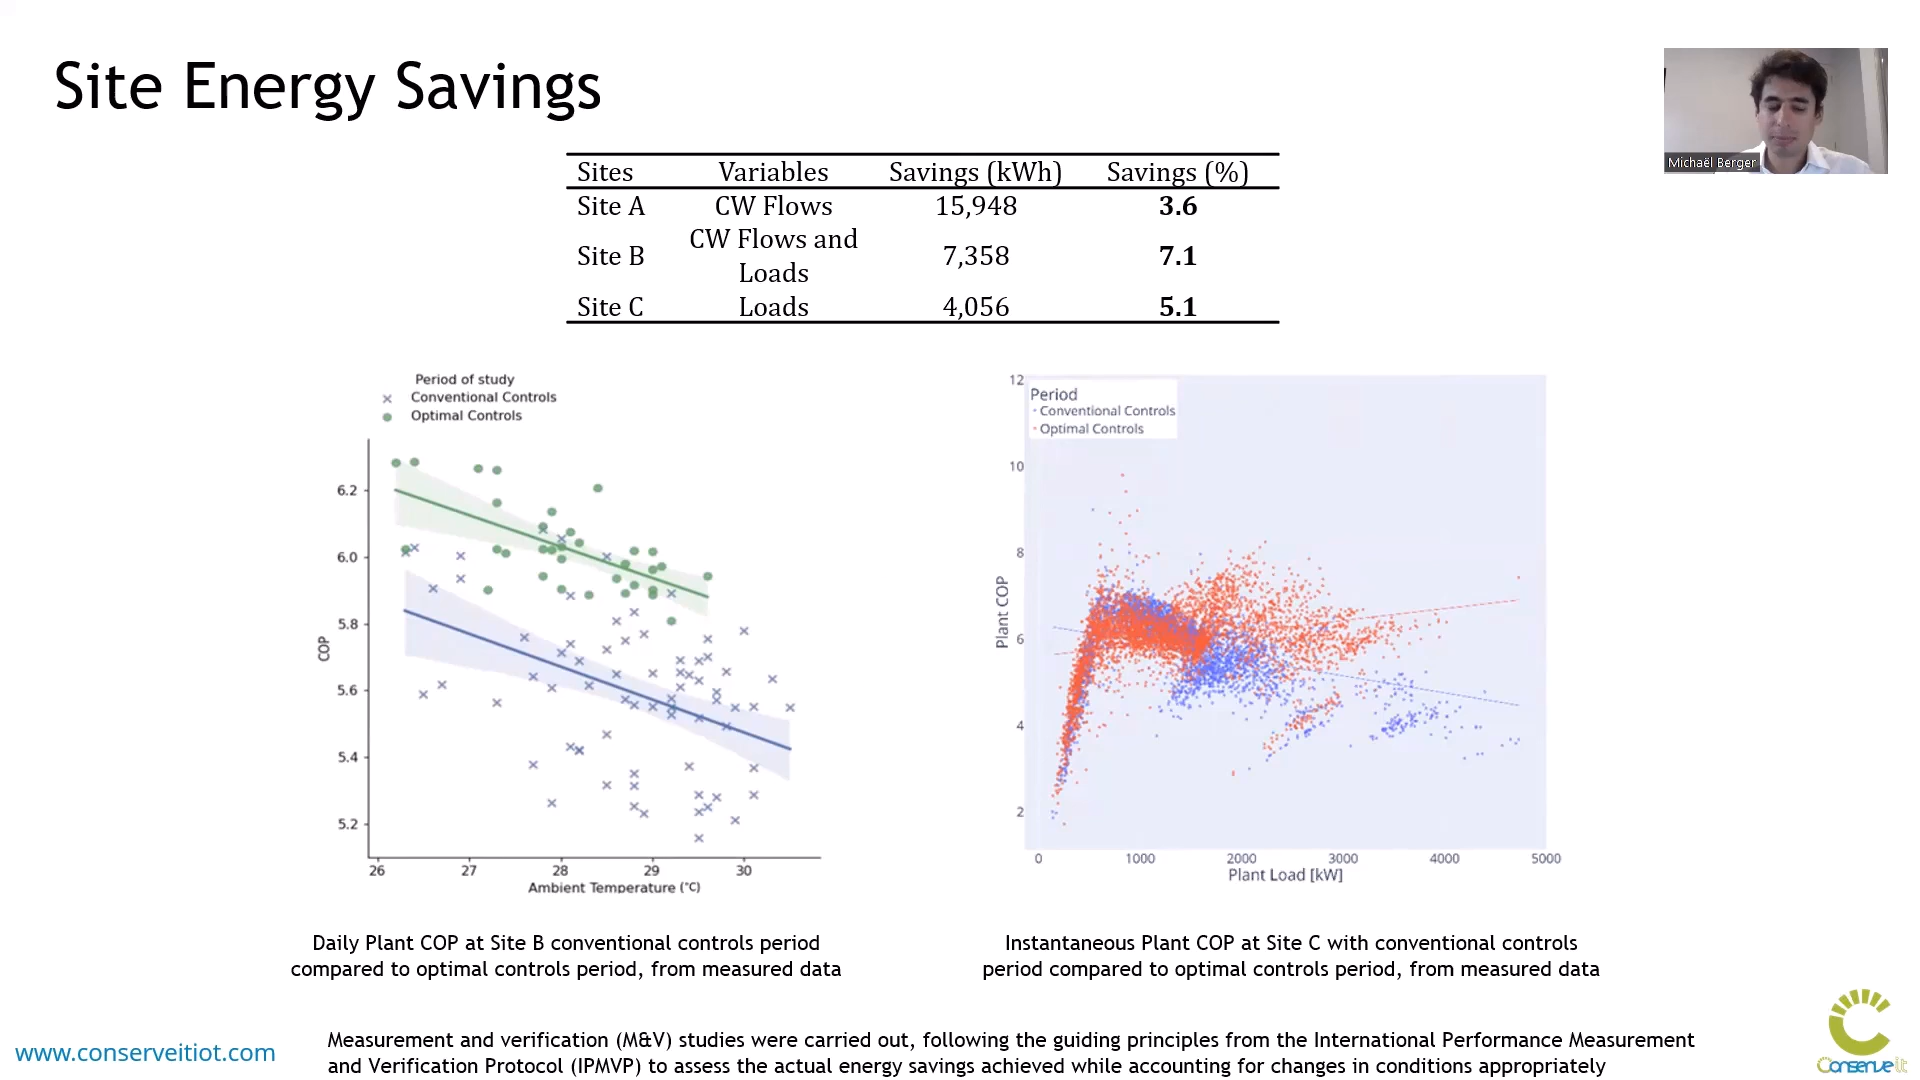 Site Energy Savings
Michaël Berger
Sites Variables Savings (kWh) Savings (%)
Site A CW Flows 15,948 3.6
Site B CW Flows and Loads 7,358 7.1
Site C Loads 4,056 5.1
Period of study
Conventional Controls
Optimal Controls
6.2
6.0
5.8
5.6
5.4
5.2
COP
26 27 28 29 30
Ambient Temperature (°C)
Daily Plant COP at Site B conventional controls period
compared to optimal controls period, from measured data
Period
Conventional Controls
Optimal Controls
12
10
8
6
4
2
Plant COP
0 1000 2000 3000 4000 5000
Plant Load [kW]
Instantaneous Plant COP at Site C with conventional controls
period compared to optimal controls period, from measured data
www.conserveitiot.com
Measurement and verification (M&V) studies were carried out, following the guiding principles from the International Performance Measurement
and Verification Protocol (IPMVP) to assess the actual energy savings achieved while accounting for changes in conditions appropriately
Conserve it